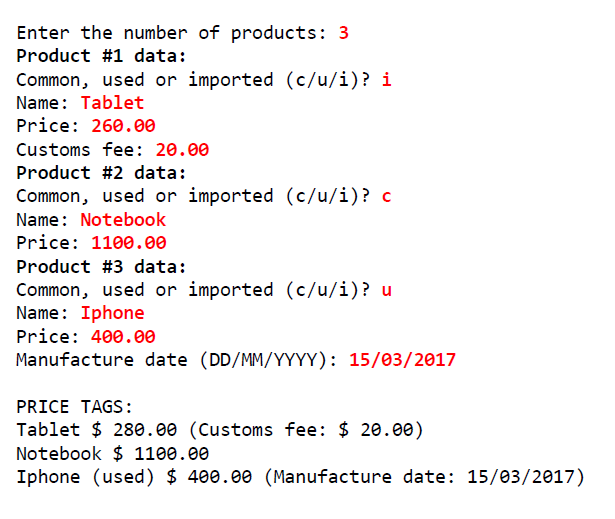 Enter the number of products: 3
Product #1 data:
Common, used or imported (c/u/i)? i
Name: Tablet
Price: 260.00
Customs fee: 20.00
Product #2 data:
Common, used or imported (c/u/i)? c
Name: Notebook
Price: 1100.00
Product #3 data:
Common, used or imported (c/u/i)? u
Name: Iphone
Price: 400.00
Manufacture date (DD/MM/YYYY): 15/03/2017
PRICE TAGS:
Tablet $ 280.00 (Customs fee: $ 20.00)
Notebook $ 1100.00
Iphone (used) $ 400.00 (Manufacture date: 15/03/2017)